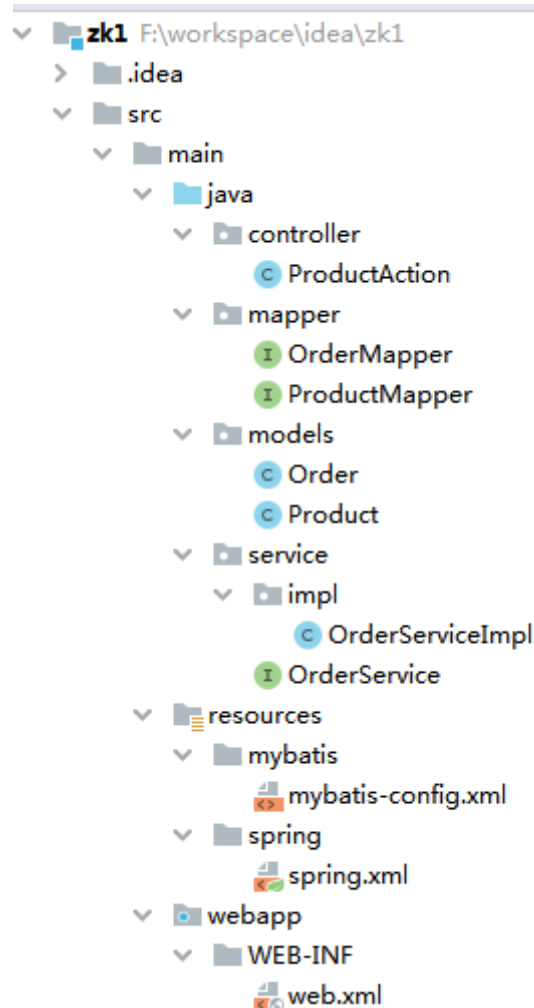 zk1 F:\workspace\idea\zk1
.idea
src
main
java
controller
C ProductAction
mapper
I OrderMapper
I ProductMapper
models
C Order
C Product
service
impl
C OrderServiceImpl
I OrderService
resources
mybatis
mybatis-config.xml
spring
spring.xml
webapp
WEB-INF
web.xml